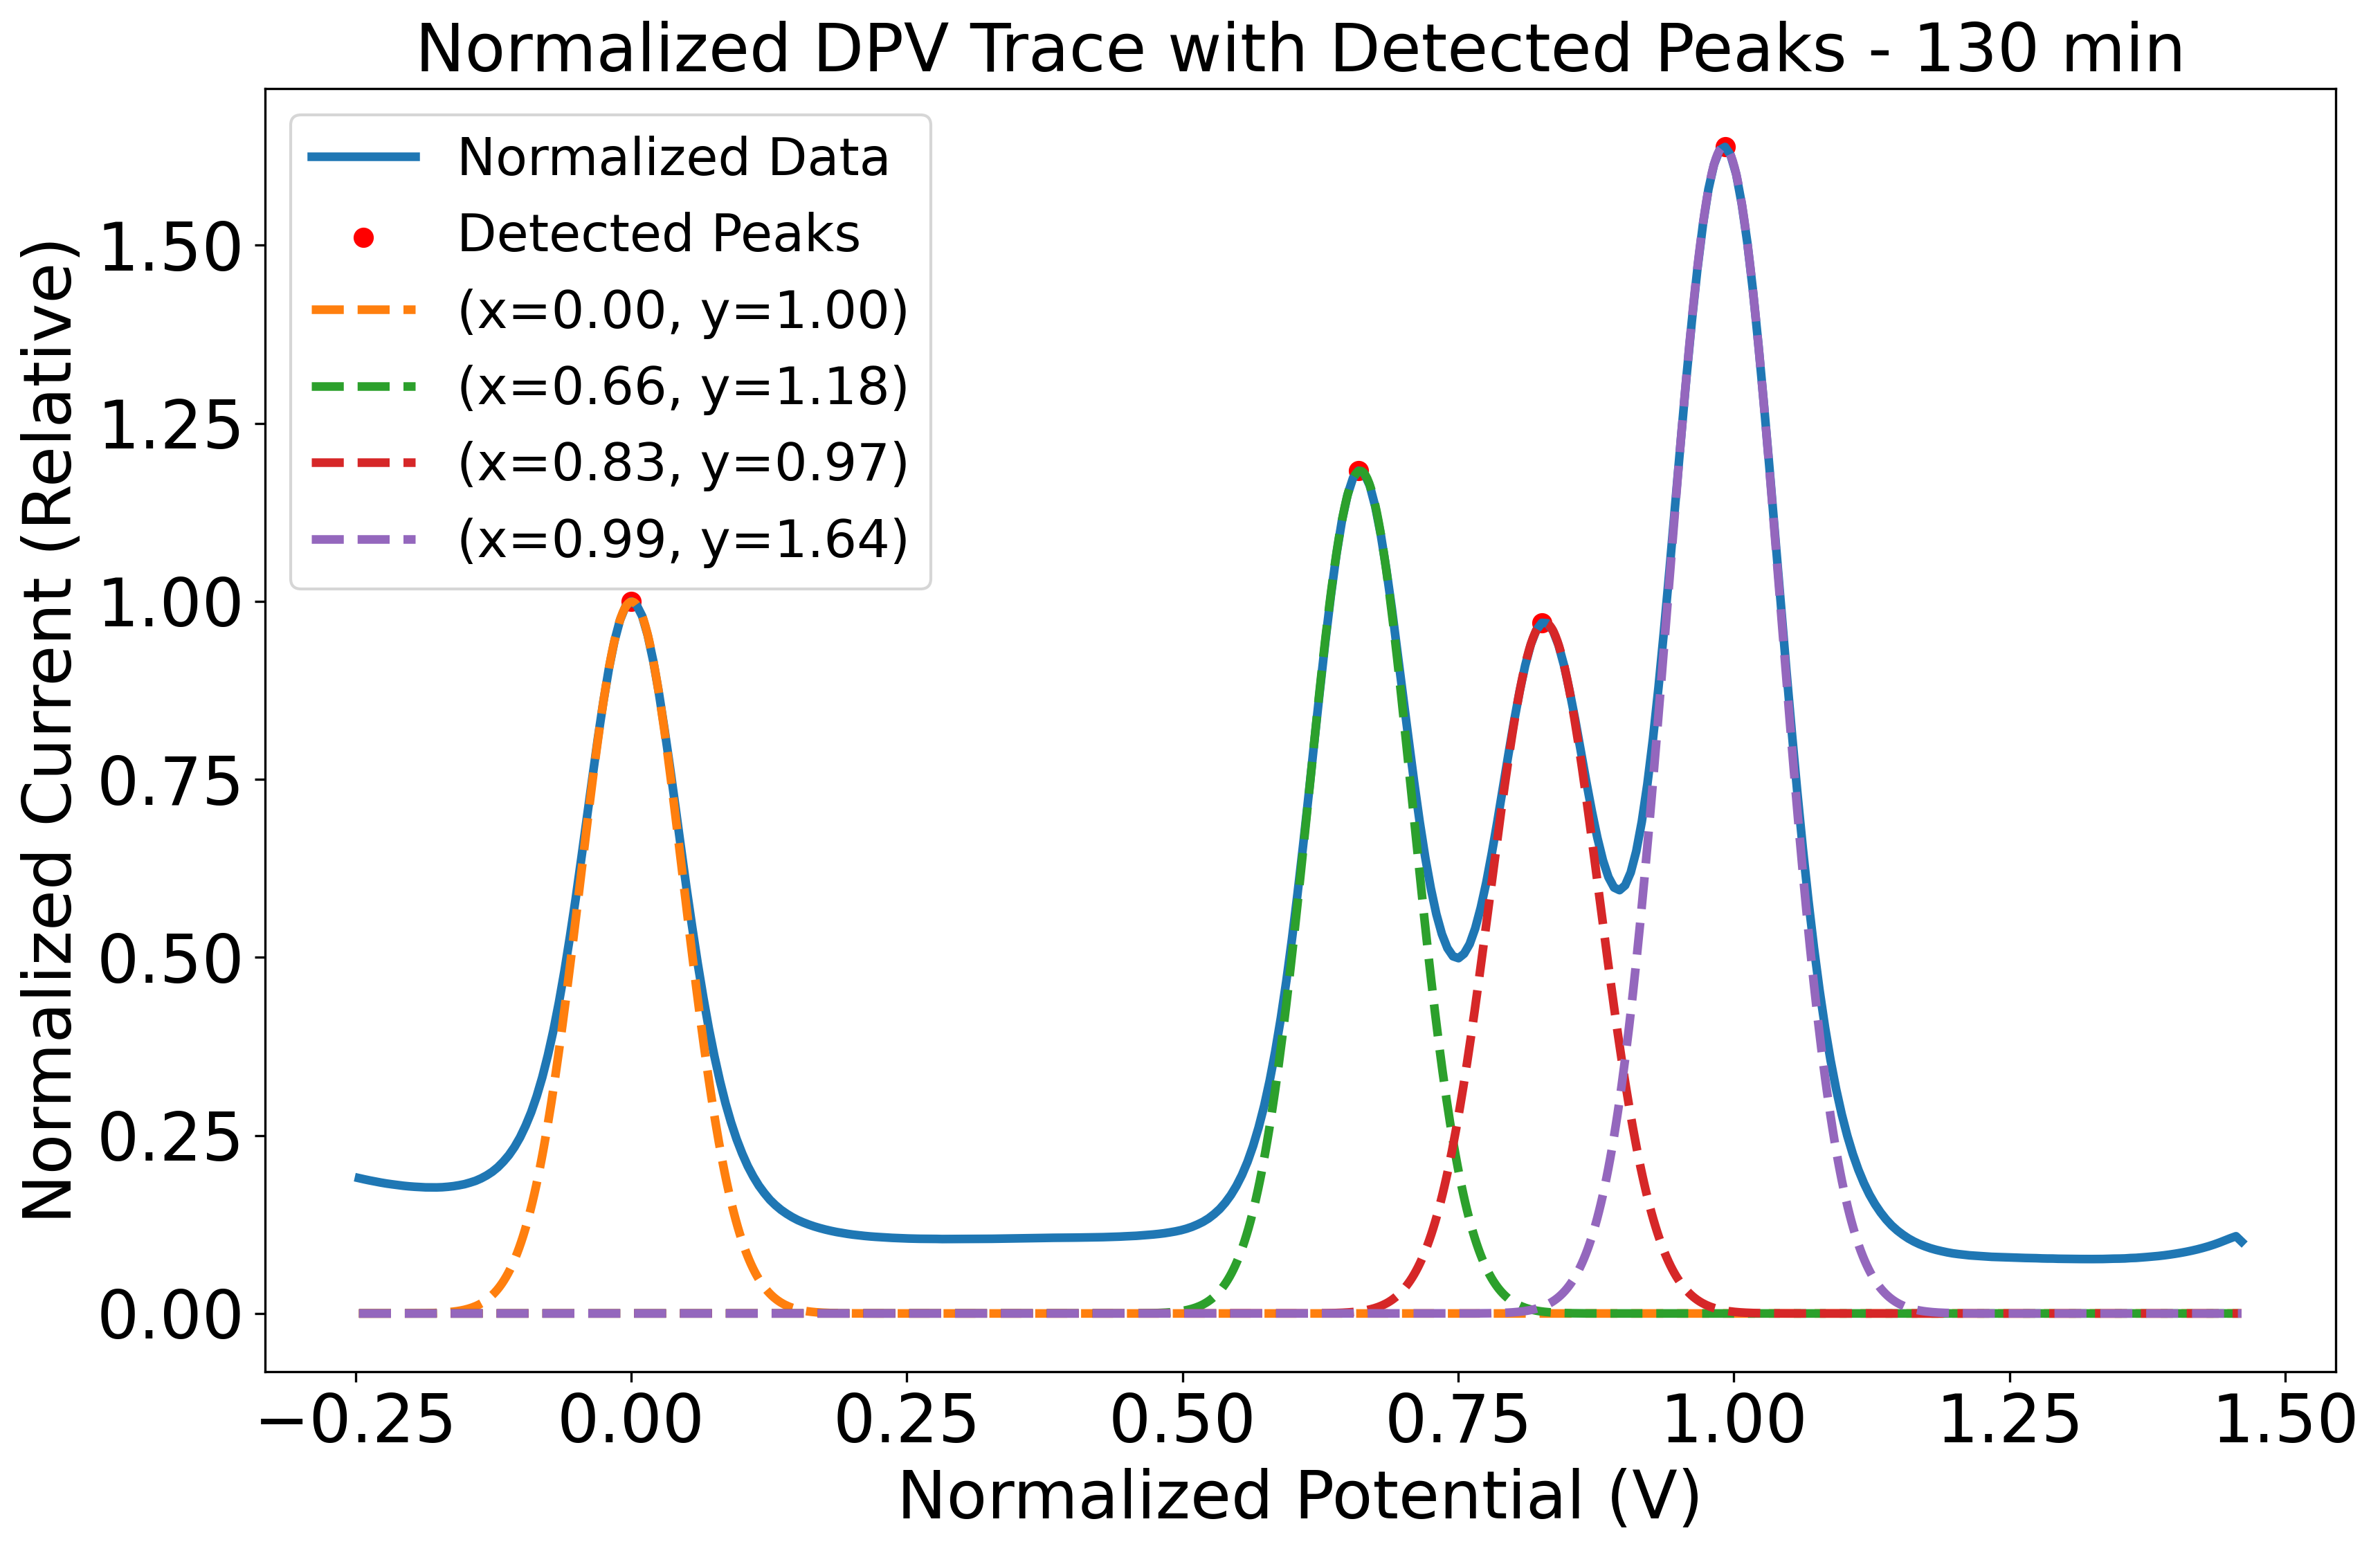 Normalized DPV Trace with Detected Peaks - 130 min
Normalized Data
Detected Peaks
(x=0.00, y=1.00)
(x=0.66, y=1.18)
(x=0.83, y=0.97)
(x=0.99, y=1.64)
Normalized Current (Relative)
1.50
1.25
1.00
0.75
0.50
0.25
0.00
−0.25
0.00
0.25
0.50
0.75
1.00
1.25
1.50
Normalized Potential (V)